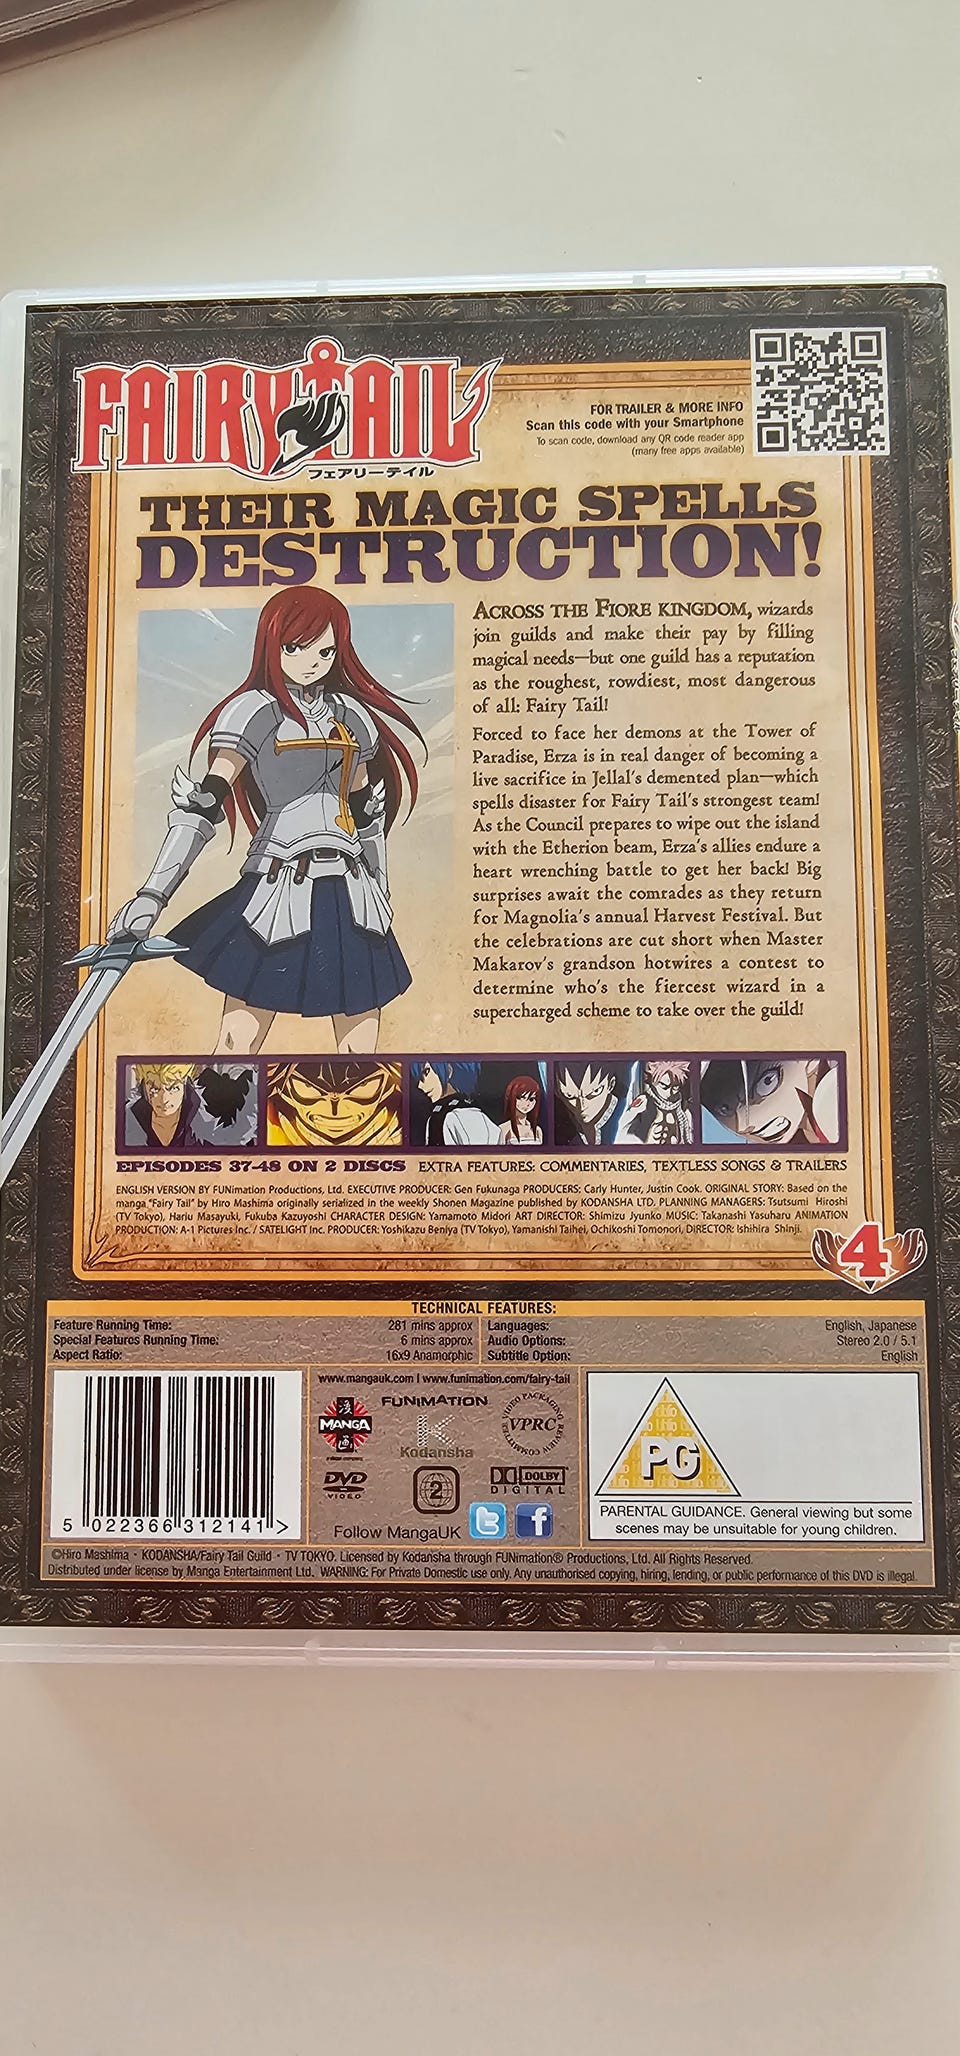 FAIRY TAIL
フェアリーテイル
FOR TRAILER & MORE INFO
Scan this code with your Smartphone
To scan code, download any QR code reader app
(many free apps available)
THEIR MAGIC SPELLS
DESTRUCTION!
ACROSS THE FIORE KINGDOM, wizards
join guilds and make their pay by filling
magical needs—but one guild has a reputation
as the roughest, rowdiest, most dangerous
of all: Fairy Tail!
Forced to face her demons at the Tower of
Paradise, Erza is in real danger of becoming a
live sacrifice in Jellal's demented plan—which
spells disaster for Fairy Tail's strongest team!
As the Council prepares to wipe out the island
with the Etherion beam, Erza's allies endure a
heart wrenching battle to get her back! Big
surprises await the comrades as they return
for Magnolia's annual Harvest Festival. But
the celebrations are cut short when Master
Makarov's grandson hotwires a contest to
determine who's the fiercest wizard in a
supercharged scheme to take over the guild!
EPISODES 37-48 ON 2 DISCS EXTRA FEATURES: COMMENTARIES, TEXTLESS SONGS & TRAILERS
ENGLISH VERSION BY FUNimation Productions, Ltd. EXECUTIVE PRODUCER: Gen Fukunaga PRODUCERS: Carly Hunter, Justin Cook. ORIGINAL STORY: Based on the
manga "Fairy Tail" by Hiro Mashima originally serialized in the weekly Shonen Magazine published by KODANSHA LTD. PLANNING MANAGERS: Tsutsumi Hiroshi
(TV Tokyo), Hariu Masayuki, Fukuba Kazuyoshi CHARACTER DESIGN: Yamamoto Midori ART DIRECTOR: Shimizu Jyunko MUSIC: Takanashi Yasuharu ANIMATION
PRODUCTION: A-1 Pictures Inc. / SATELIGHT Inc. PRODUCER: Yoshikazu Beniya (TV Tokyo), Yamanishi Taihei, Ochikoshi Tomonori, DIRECTOR: Ishihira Shinji.
4
TECHNICAL FEATURES:
Feature Running Time: 281 mins approx
Special Features Running Time: 6 mins approx
Aspect Ratio: 16x9 Anamorphic
Languages: English, Japanese
Audio Options: Stereo 2.0 / 5.1
Subtitle Option: English
5 022366 312141 >
www.mangauk.com | www.funimation.com/fairy-tail
漫
MANGA
画
FUNIMATION
K
Kodansha
VIDEO PACKAGING REVIEW COMMITTEE
VPRC
DVD
VIDEO
2
DOLBY
DIGITAL
Follow MangaUK
t
f
PG
PARENTAL GUIDANCE. General viewing but some
scenes may be unsuitable for young children.
©Hiro Mashima • KODANSHA/Fairy Tail Guild • TV TOKYO. Licensed by Kodansha through FUNimation® Productions, Ltd. All Rights Reserved.
Distributed under license by Manga Entertainment Ltd. WARNING: For Private Domestic use only. Any unauthorised copying, hiring, lending, or public performance of this DVD is illegal.